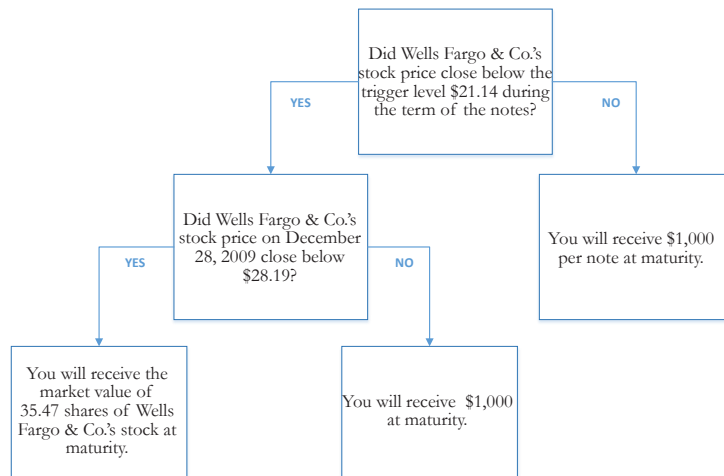 Did Wells Fargo & Co.'s
stock price close below the
trigger level $21.14 during
the term of the notes?
YES
NO
Did Wells Fargo & Co.'s
stock price on December
28, 2009 close below
$28.19?
You will receive $1,000
per note at maturity.
YES
NO
You will receive the
market value of
35.47 shares of Wells
Fargo & Co.'s stock at
maturity.
You will receive $1,000
at maturity.